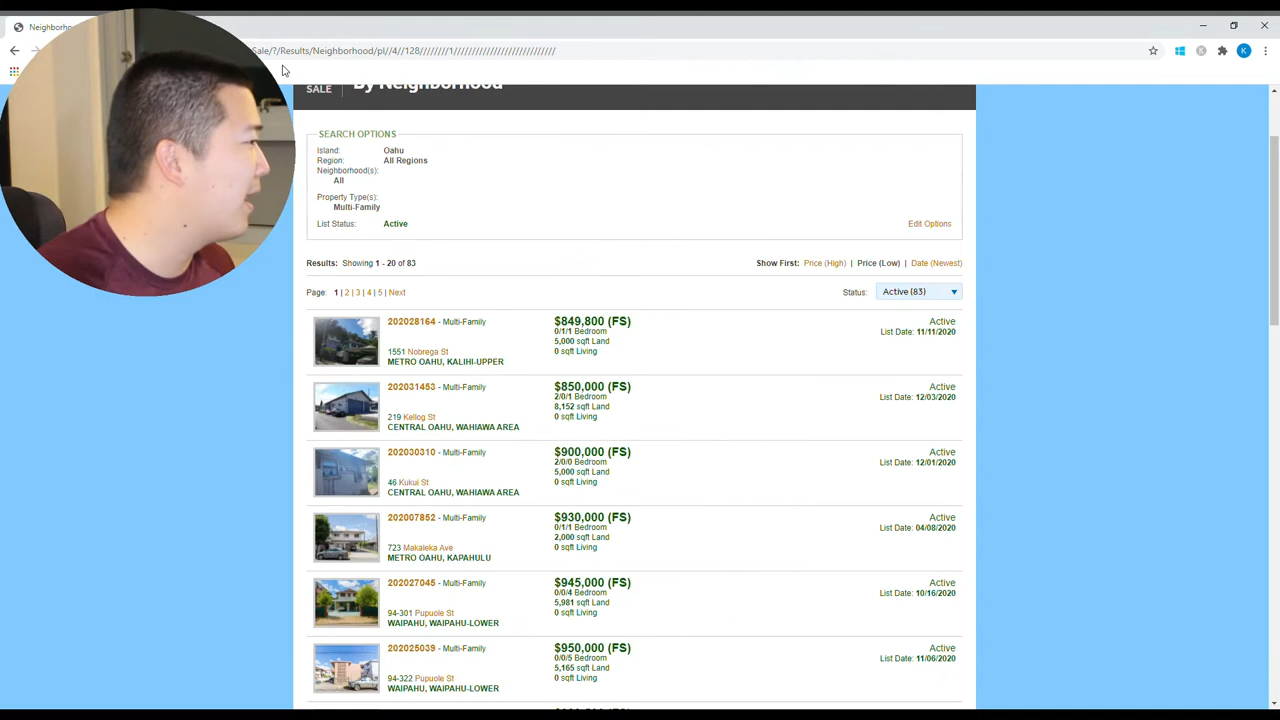 Neighborho
Sale/?/Results/Neighborhood/pl//4//128////////1////////////////////////////
K
SALE
By Neighborhood
SEARCH OPTIONS
Island: Oahu
Region: All Regions
Neighborhood(s):
All
Property Type(s):
Multi-Family
List Status: Active
Edit Options
Results: Showing 1 - 20 of 83
Show First: Price (High) | Price (Low) | Date (Newest)
Page: 1 | 2 | 3 | 4 | 5 | Next
Status: Active (83)
202028164 - Multi-Family
1551 Nobrega St
METRO OAHU, KALIHI-UPPER
$849,800 (FS)
0/1/1 Bedroom
5,000 sqft Land
0 sqft Living
Active
List Date: 11/11/2020
202031453 - Multi-Family
219 Kellog St
CENTRAL OAHU, WAHIAWA AREA
$850,000 (FS)
2/0/1 Bedroom
8,152 sqft Land
0 sqft Living
Active
List Date: 12/03/2020
202030310 - Multi-Family
46 Kukui St
CENTRAL OAHU, WAHIAWA AREA
$900,000 (FS)
2/0/0 Bedroom
5,000 sqft Land
0 sqft Living
Active
List Date: 12/01/2020
202007852 - Multi-Family
723 Makaleka Ave
METRO OAHU, KAPAHULU
$930,000 (FS)
0/1/1 Bedroom
2,000 sqft Land
0 sqft Living
Active
List Date: 04/08/2020
202027045 - Multi-Family
94-301 Pupuole St
WAIPAHU, WAIPAHU-LOWER
$945,000 (FS)
0/0/4 Bedroom
5,981 sqft Land
0 sqft Living
Active
List Date: 10/16/2020
202025039 - Multi-Family
94-322 Pupuole St
WAIPAHU, WAIPAHU-LOWER
$950,000 (FS)
0/0/5 Bedroom
5,165 sqft Land
0 sqft Living
Active
List Date: 11/06/2020